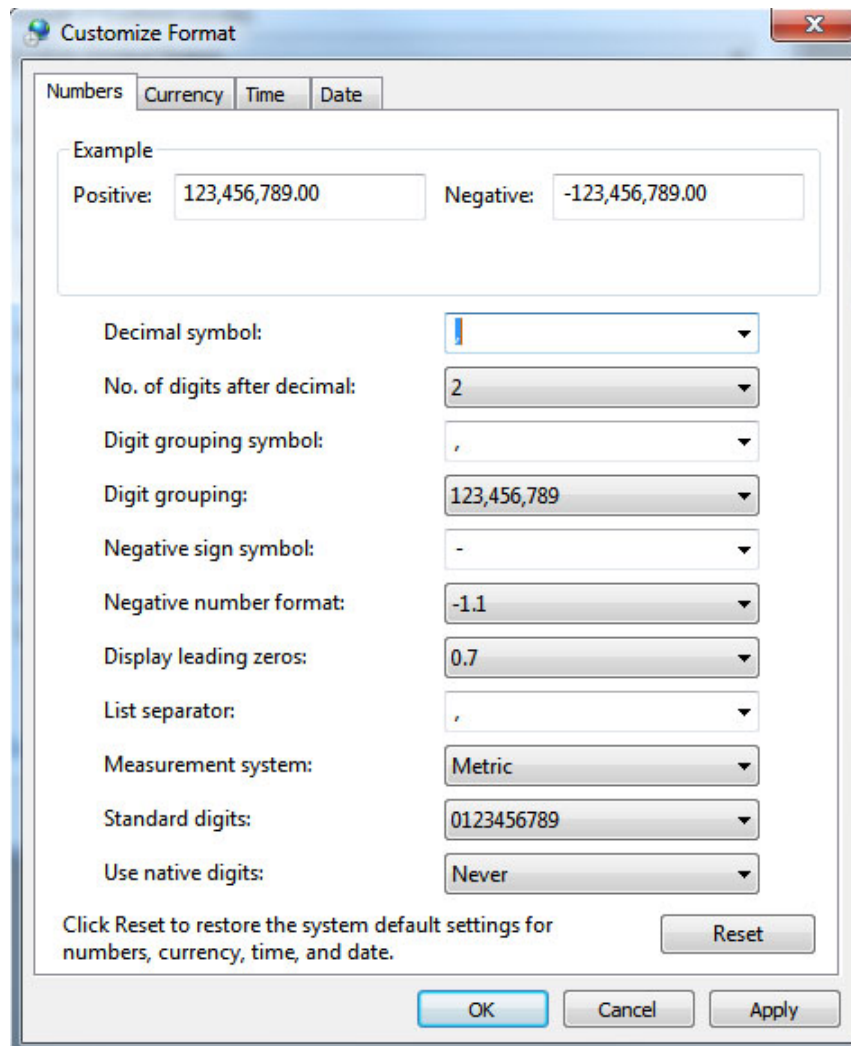 Customize Format
Numbers Currency Time Date
Example
Positive: 123,456,789.00 Negative: -123,456,789.00
Decimal symbol:
No. of digits after decimal: 2
Digit grouping symbol: ,
Digit grouping: 123,456,789
Negative sign symbol: -
Negative number format: -1.1
Display leading zeros: 0.7
List separator: ,
Measurement system: Metric
Standard digits: 0123456789
Use native digits: Never
Click Reset to restore the system default settings for
numbers, currency, time, and date.
Reset
OK Cancel Apply